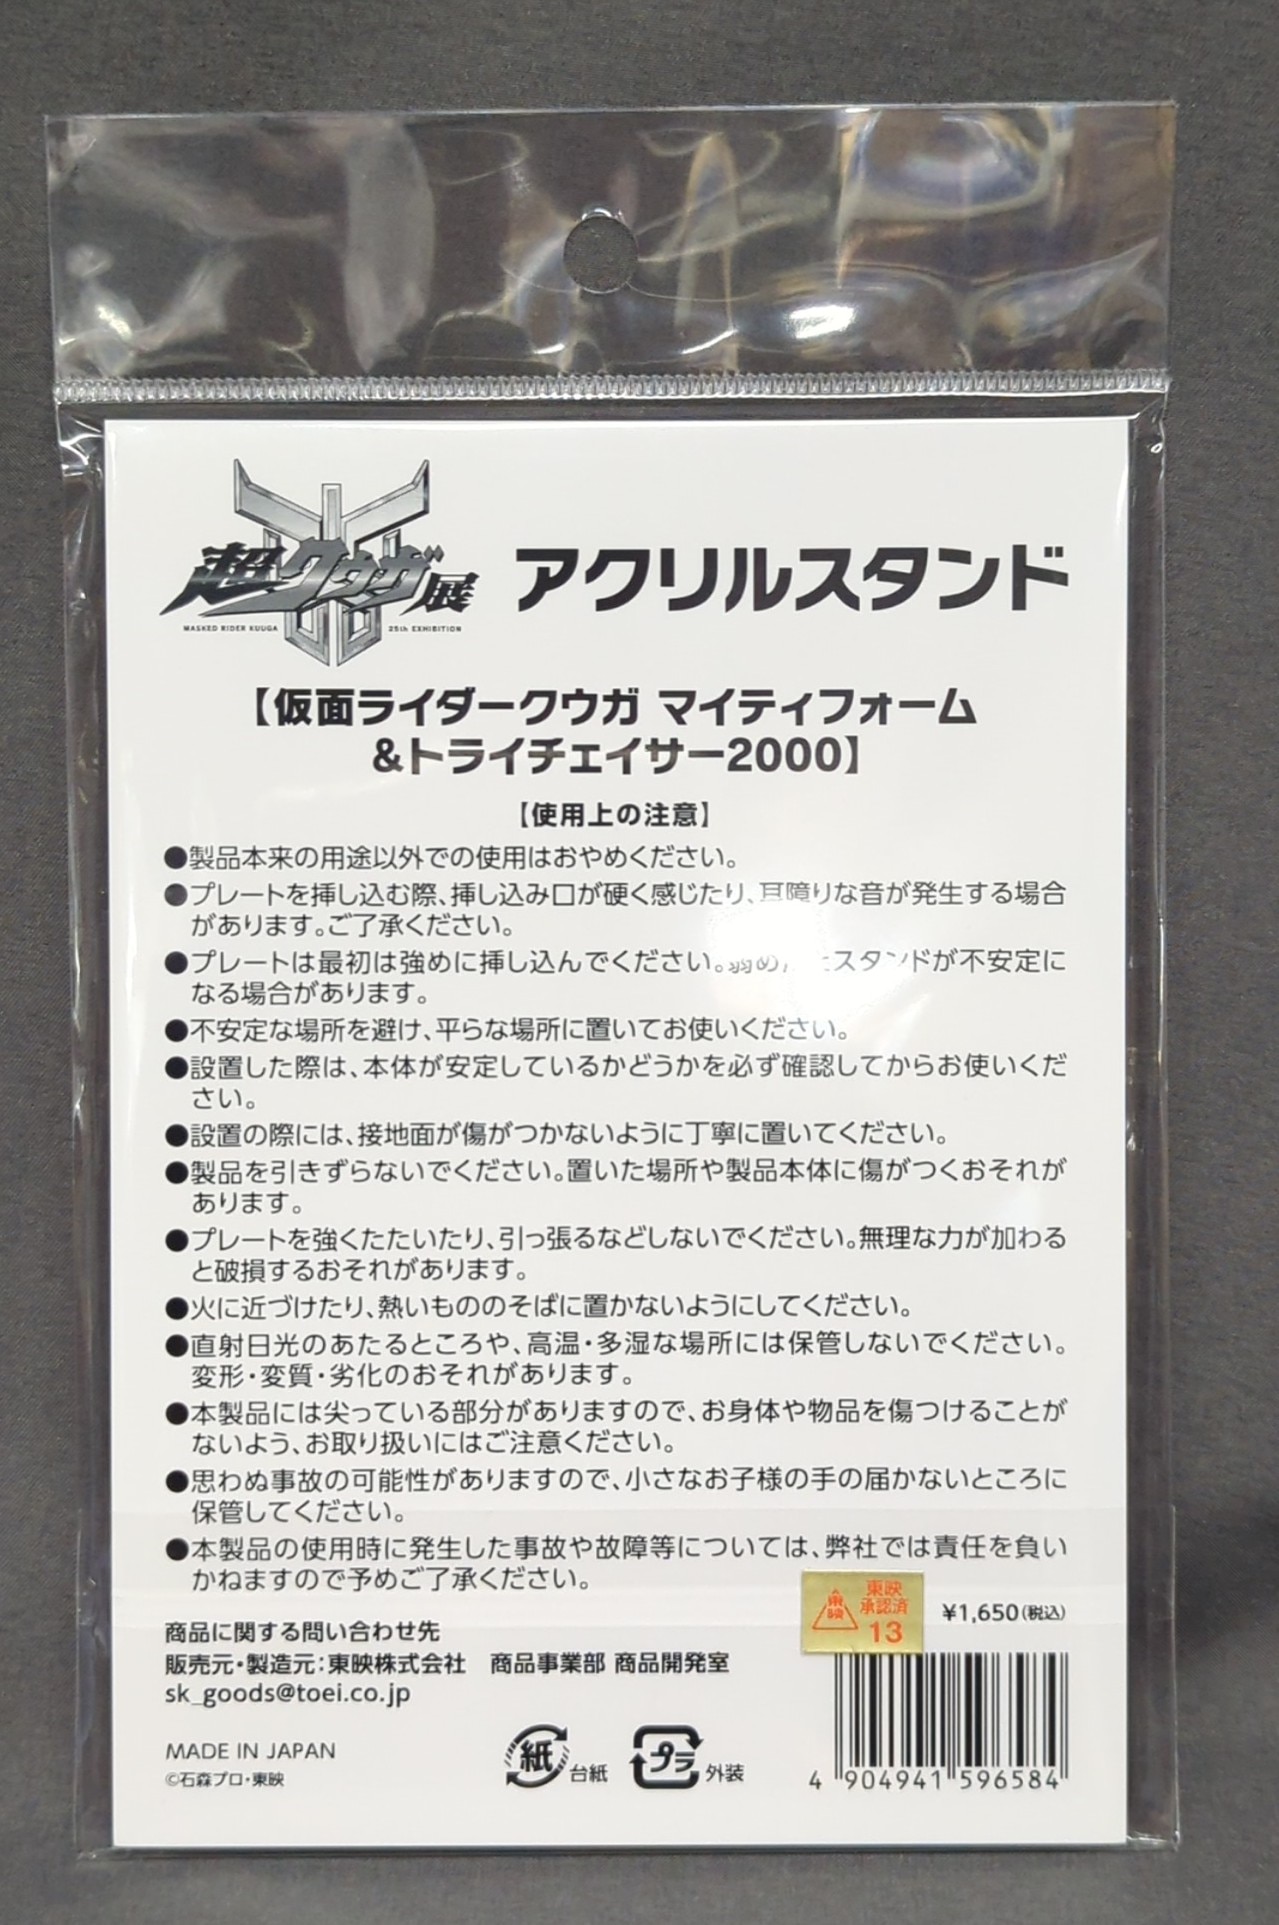 超クウガ展
MASKED RIDER KUUGA 25th EXHIBITION
アクリルスタンド
【仮面ライダークウガ マイティフォーム
&トライチェイサー2000】
【使用上の注意】
●製品本来の用途以外での使用はおやめください。
●プレートを挿し込む際、挿し込み口が硬く感じたり、耳障りな音が発生する場合
があります。ご了承ください。
●プレートは最初は強めに挿し込んでください。弱め スタンドが不安定に
なる場合があります。
●不安定な場所を避け、平らな場所に置いてお使いください。
●設置した際は、本体が安定しているかどうかを必ず確認してからお使いくだ
さい。
●設置の際には、接地面が傷がつかないように丁寧に置いてください。
●製品を引きずらないでください。置いた場所や製品本体に傷がつくおそれが
あります。
●プレートを強くたたいたり、引っ張るなどしないでください。無理な力が加わる
と破損するおそれがあります。
●火に近づけたり、熱いもののそばに置かないようにしてください。
●直射日光のあたるところや、高温・多湿な場所には保管しないでください。
変形・変質・劣化のおそれがあります。
●本製品には尖っている部分がありますので、お身体や物品を傷つけることが
ないよう、お取り扱いにはご注意ください。
●思わぬ事故の可能性がありますので、小さなお子様の手の届かないところに
保管してください。
●本製品の使用時に発生した事故や故障等については、弊社では責任を負い
かねますので予めご了承ください。
商品に関する問い合わせ先
販売元・製造元:東映株式会社 商品事業部 商品開発室
sk_goods@toei.co.jp
東映
東映
承認済
13
¥1,650(税込)
MADE IN JAPAN
©石森プロ・東映
紙 台紙
プラ 外装
4 904941 596584